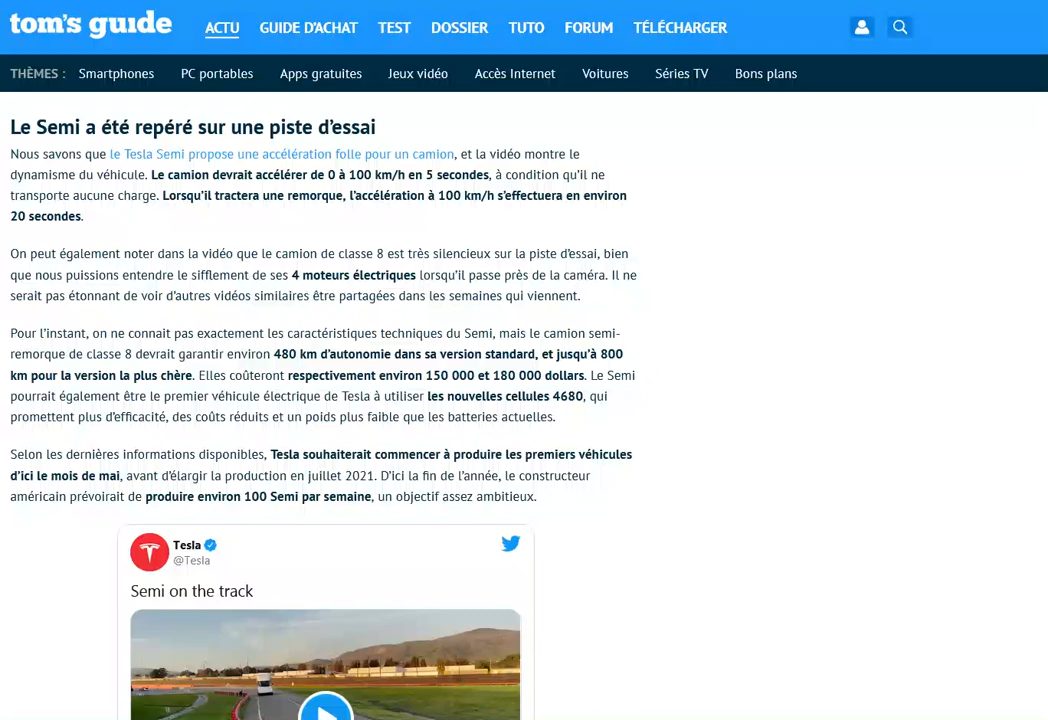 tom's guide
ACTU GUIDE D'ACHAT TEST DOSSIER TUTO FORUM TÉLÉCHARGER
THÈMES : Smartphones PC portables Apps gratuites Jeux vidéo Accès Internet Voitures Séries TV Bons plans
Le Semi a été repéré sur une piste d’essai
Nous savons que le Tesla Semi propose une accélération folle pour un camion, et la vidéo montre le
dynamisme du véhicule. Le camion devrait accélérer de 0 à 100 km/h en 5 secondes, à condition qu’il ne
transporte aucune charge. Lorsqu’il tractera une remorque, l’accélération à 100 km/h s’effectuera en environ
20 secondes.
On peut également noter dans la vidéo que le camion de classe 8 est très silencieux sur la piste d’essai, bien
que nous puissions entendre le sifflement de ses 4 moteurs électriques lorsqu’il passe près de la caméra. Il ne
serait pas étonnant de voir d’autres vidéos similaires être partagées dans les semaines qui viennent.
Pour l’instant, on ne connait pas exactement les caractéristiques techniques du Semi, mais le camion semi-
remorque de classe 8 devrait garantir environ 480 km d’autonomie dans sa version standard, et jusqu’à 800
km pour la version la plus chère. Elles coûteront respectivement environ 150 000 et 180 000 dollars. Le Semi
pourrait également être le premier véhicule électrique de Tesla à utiliser les nouvelles cellules 4680, qui
promettent plus d’efficacité, des coûts réduits et un poids plus faible que les batteries actuelles.
Selon les dernières informations disponibles, Tesla souhaiterait commencer à produire les premiers véhicules
d’ici le mois de mai, avant d’élargir la production en juillet 2021. D’ici la fin de l’année, le constructeur
américain prévoirait de produire environ 100 Semi par semaine, un objectif assez ambitieux.
Tesla
@Tesla
Semi on the track